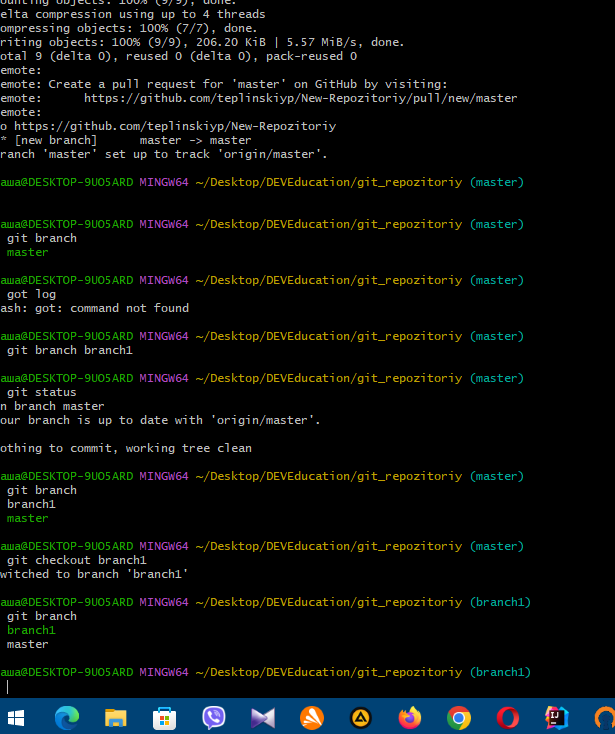 ounting objects: 100% (9/9), done.
elta compression using up to 4 threads
ompressing objects: 100% (7/7), done.
riting objects: 100% (9/9), 206.20 KiB | 5.57 MiB/s, done.
otal 9 (delta 0), reused 0 (delta 0), pack-reused 0
emote:
emote: Create a pull request for 'master' on GitHub by visiting:
emote:      https://github.com/teplinskiyp/New-Repozitoriy/pull/new/master
emote:
o https://github.com/teplinskiyp/New-Repozitoriy
* [new branch]      master -> master
ranch 'master' set up to track 'origin/master'.
аша@DESKTOP-9UO5ARD MINGW64 ~/Desktop/DEVEducation/git_repozitoriy (master)
аша@DESKTOP-9UO5ARD MINGW64 ~/Desktop/DEVEducation/git_repozitoriy (master)
git branch
master
аша@DESKTOP-9UO5ARD MINGW64 ~/Desktop/DEVEducation/git_repozitoriy (master)
got log
ash: got: command not found
аша@DESKTOP-9UO5ARD MINGW64 ~/Desktop/DEVEducation/git_repozitoriy (master)
git branch branch1
аша@DESKTOP-9UO5ARD MINGW64 ~/Desktop/DEVEducation/git_repozitoriy (master)
git status
n branch master
our branch is up to date with 'origin/master'.
othing to commit, working tree clean
аша@DESKTOP-9UO5ARD MINGW64 ~/Desktop/DEVEducation/git_repozitoriy (master)
git branch
branch1
master
аша@DESKTOP-9UO5ARD MINGW64 ~/Desktop/DEVEducation/git_repozitoriy (master)
git checkout branch1
witched to branch 'branch1'
аша@DESKTOP-9UO5ARD MINGW64 ~/Desktop/DEVEducation/git_repozitoriy (branch1)
git branch
branch1
master
аша@DESKTOP-9UO5ARD MINGW64 ~/Desktop/DEVEducation/git_repozitoriy (branch1)
IJ